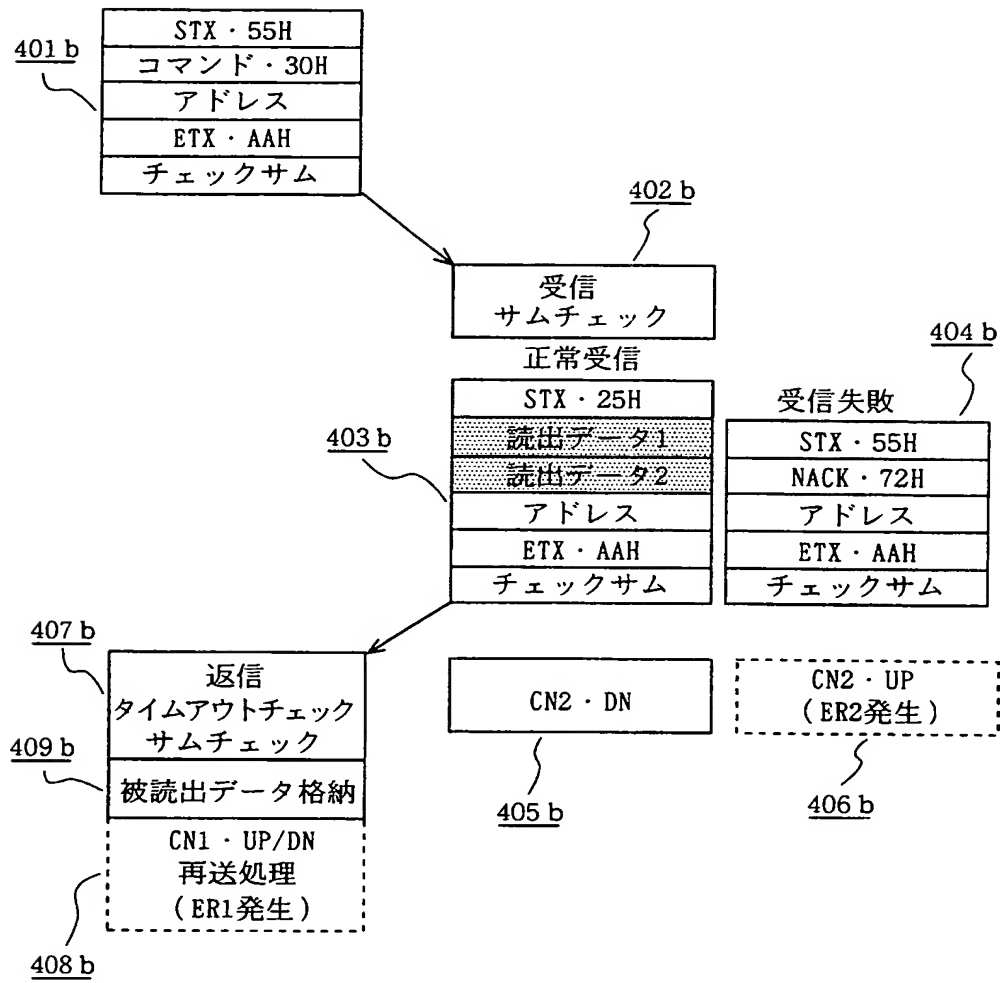 401b
STX・55H
コマンド・30H
アドレス
ETX・AAH
チェックサム
402b
受信
サムチェック
正常受信
403b
STX・25H
読出データ1
読出データ2
アドレス
ETX・AAH
チェックサム
404b
受信失敗
STX・55H
NACK・72H
アドレス
ETX・AAH
チェックサム
407b
返信
タイムアウトチェック
サムチェック
409b
被読出データ格納
CN1・UP/DN
再送処理
(ER1発生)
408b
CN2・DN
405b
CN2・UP
(ER2発生)
406b